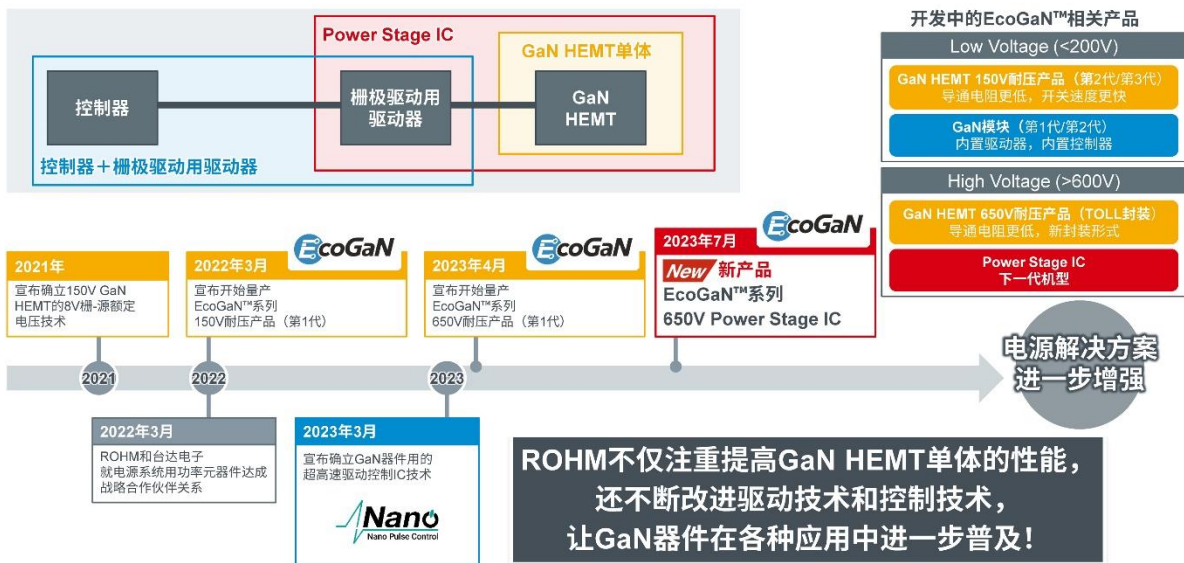 Power Stage IC
GaN HEMT单体
控制器
栅极驱动用
驱动器
GaN
HEMT
控制器＋栅极驱动用驱动器
开发中的EcoGaN™相关产品
Low Voltage (<200V)
GaN HEMT 150V耐压产品（第2代/第3代）
导通电阻更低，开关速度更快
GaN模块（第1代/第2代）
内置驱动器，内置控制器
High Voltage (>600V)
GaN HEMT 650V耐压产品（TOLL封装）
导通电阻更低，新封装形式
Power Stage IC
下一代机型
2021年
宣布确立150V GaN
HEMT的8V栅-源额定
电压技术
EcoGaN
2022年3月
宣布开始量产
EcoGaN™系列
150V耐压产品（第1代）
EcoGaN
2023年4月
宣布开始量产
EcoGaN™系列
650V耐压产品（第1代）
EcoGaN
2023年7月
New 新产品
EcoGaN™系列
650V Power Stage IC
2021
2022
2023
电源解决方案
进一步增强
2022年3月
ROHM和台达电子
就电源系统用功率元器件达成
战略合作伙伴关系
2023年3月
宣布确立GaN器件用的
超高速驱动控制IC技术
Nano
Nano Pulse Control
ROHM不仅注重提高GaN HEMT单体的性能，
还不断改进驱动技术和控制技术，
让GaN器件在各种应用中进一步普及！